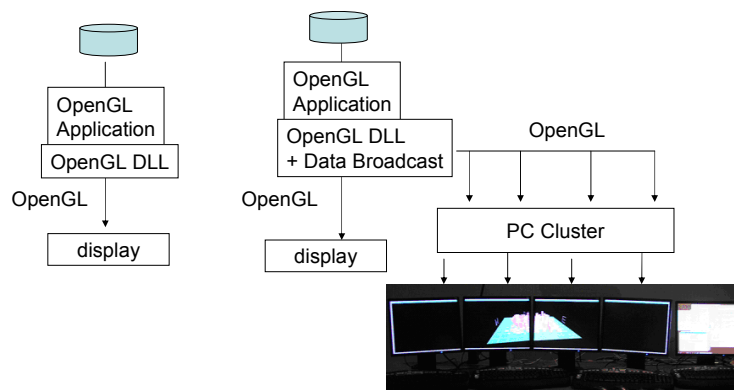 OpenGL
Application
OpenGL DLL
OpenGL
display
OpenGL
Application
OpenGL DLL
+ Data Broadcast
OpenGL
display
OpenGL
PC Cluster